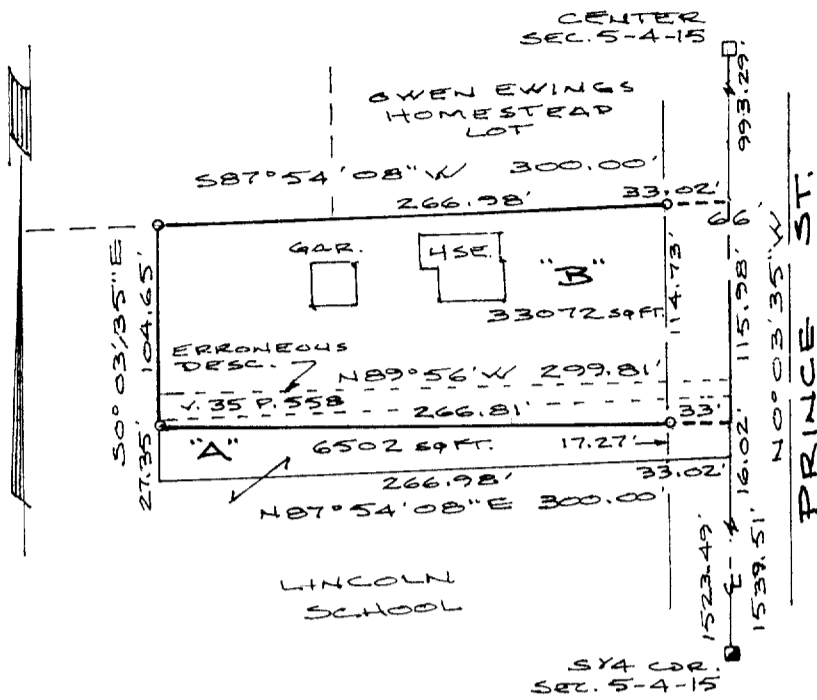 CENTER
SEC. 5-4-15
993.29'
OWEN EWINGS
HOMESTEAD
LOT
S87°54'08"W 300.00'
266.98' 33.02'
66'
GAR.
HSE.
"B"
33072 SQ FT.
114.73'
115.98'
N0°03'35"W
PRINCE ST.
S0°03'35"E
104.65'
ERRONEOUS
DESC.
N89°56'W 299.81'
V. 35 P. 558
266.81' 33'
"A" 6502 SQ FT. 17.27'
27.35'
16.02'
266.98' 33.02'
N87°54'08"E 300.00'
1523.49'
1539.51'
LINCOLN
SCHOOL
S1/4 COR.
SEC. 5-4-15